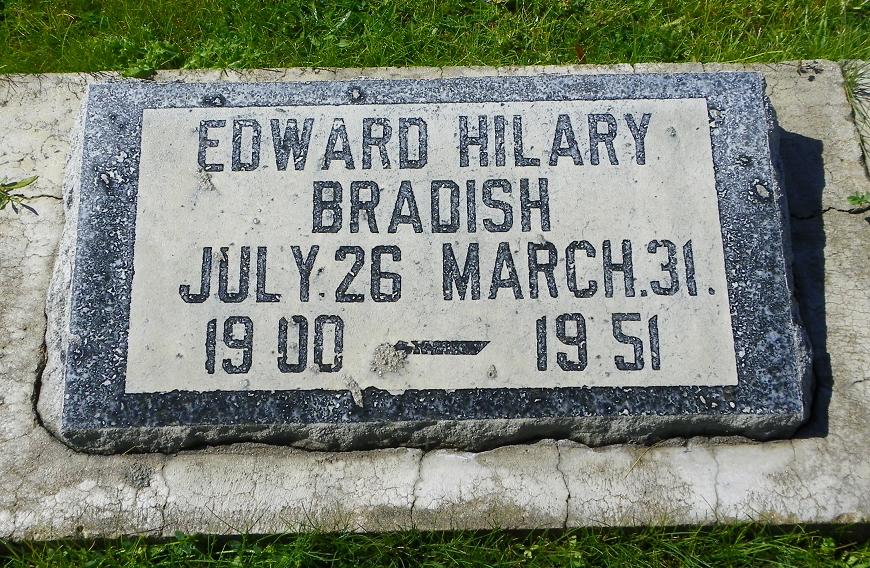 EDWARD HILARY
BRADISH
JULY.26 MARCH.31.
1900 — 1951